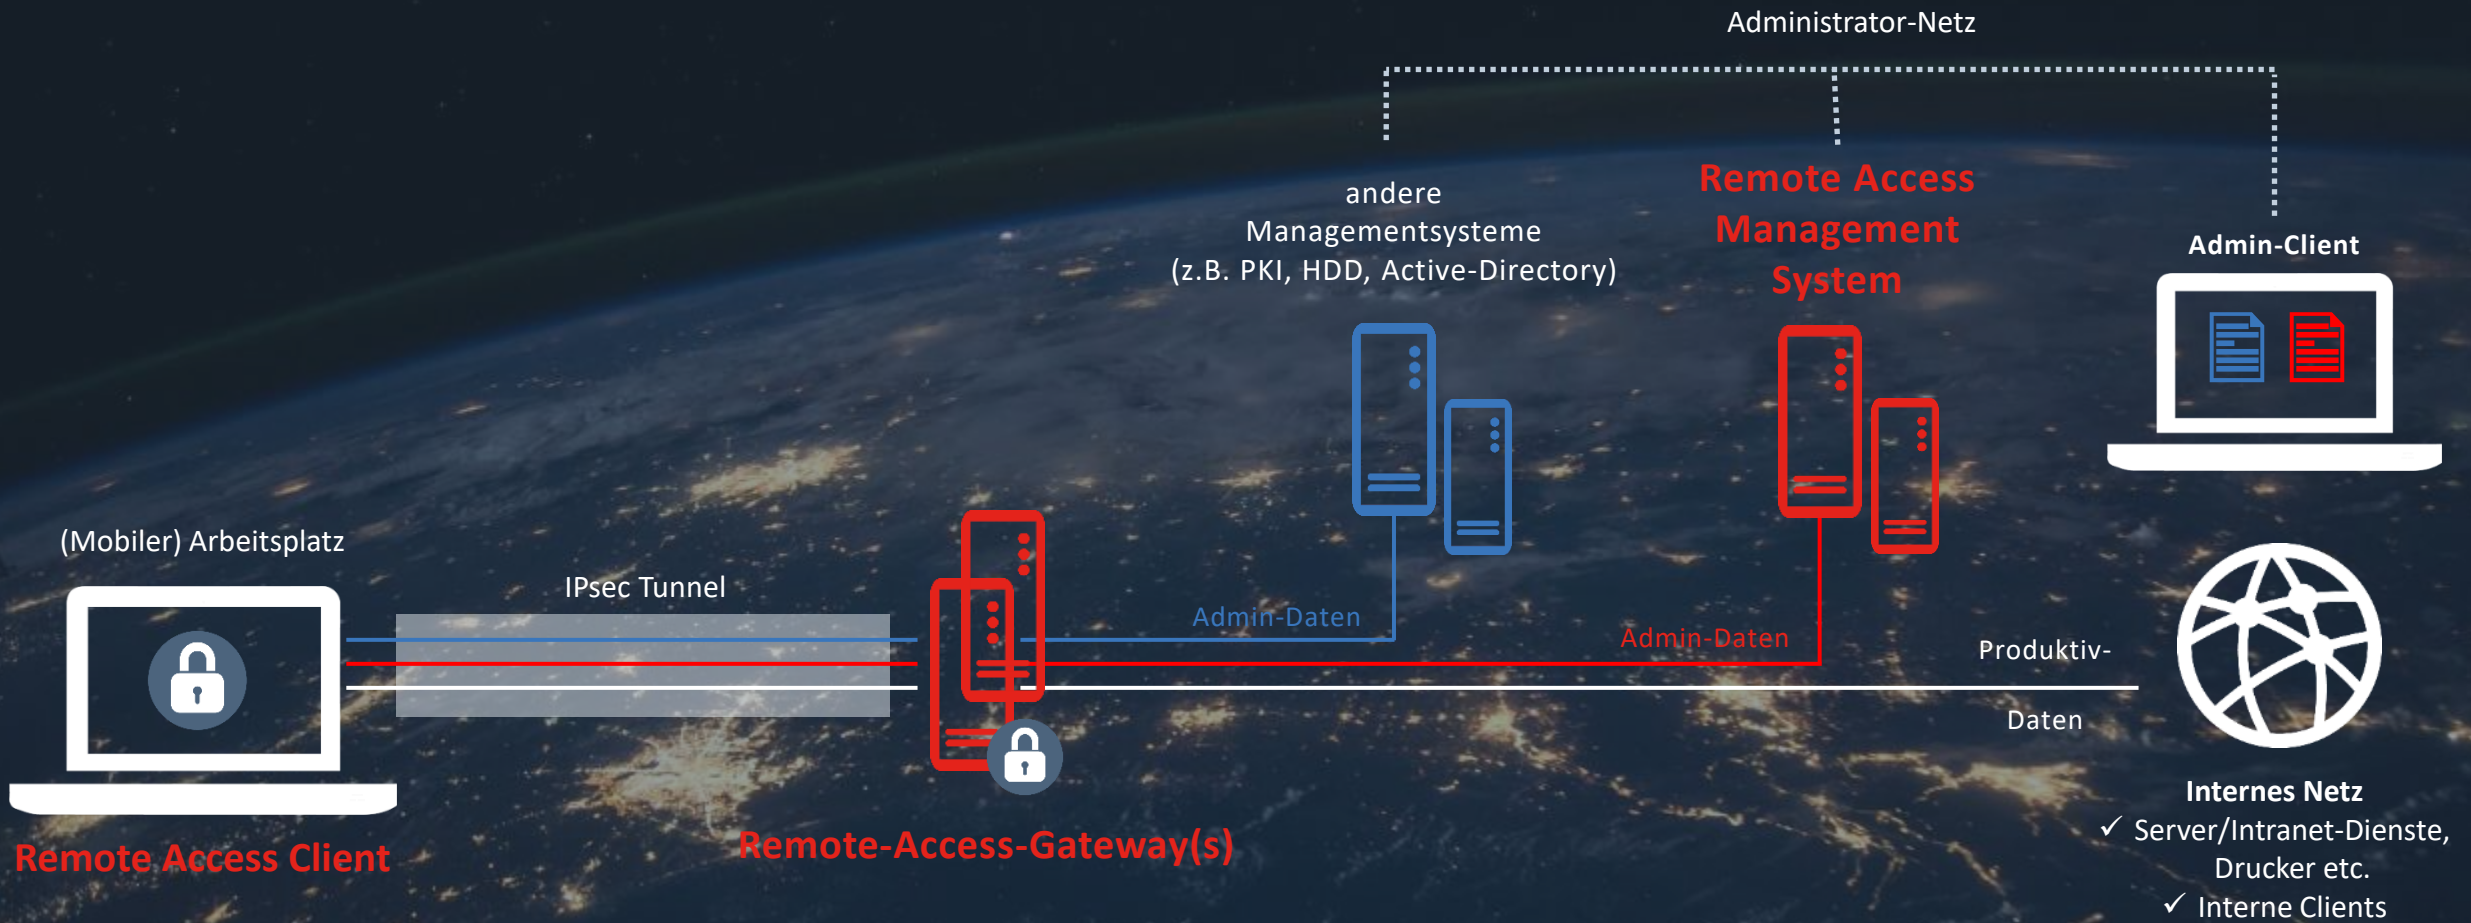 Administrator-Netz
andere
Managementsysteme
(z.B. PKI, HDD, Active-Directory)
Remote Access
Management
System
Admin-Client
(Mobiler) Arbeitsplatz
IPsec Tunnel
Admin-Daten
Admin-Daten
Produktiv-
Daten
Remote Access Client
Remote-Access-Gateway(s)
Internes Netz
✓ Server/Intranet-Dienste,
Drucker etc.
✓ Interne Clients